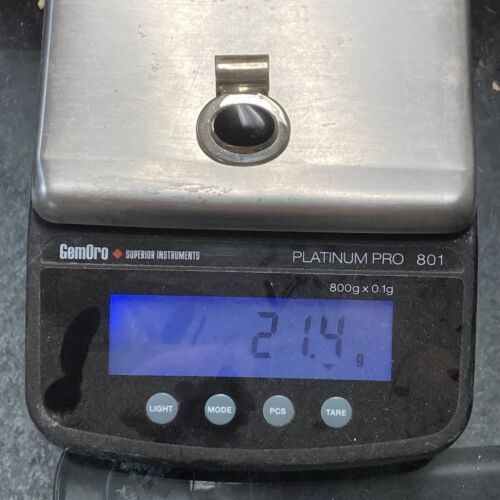 GemOro SUPERIOR INSTRUMENTS
PLATINUM PRO 801
800g x 0.1g
21.4 g
LIGHT MODE PCS TARE